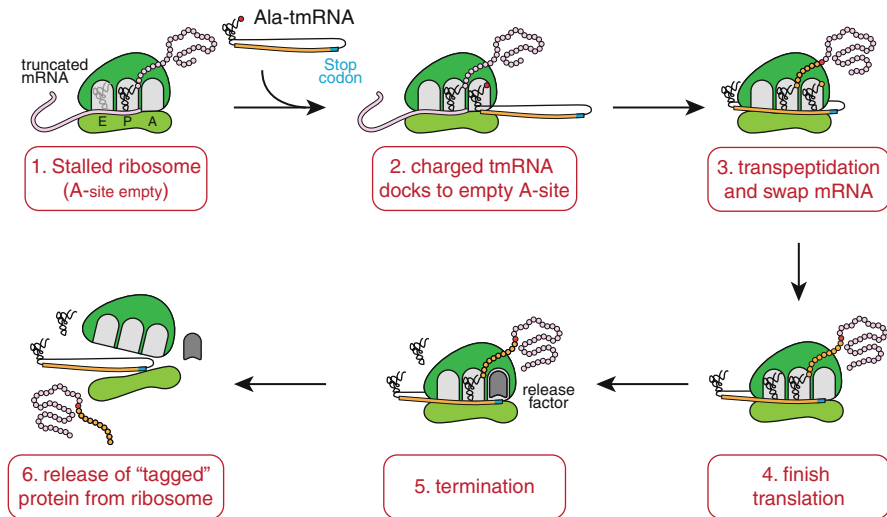 Ala-tmRNA
truncated
mRNA
Stop
codon
E P A
1. Stalled ribosome
(A-site empty)
2. charged tmRNA
docks to empty A-site
3. transpeptidation
and swap mRNA
release
factor
6. release of “tagged”
protein from ribosome
5. termination
4. finish
translation